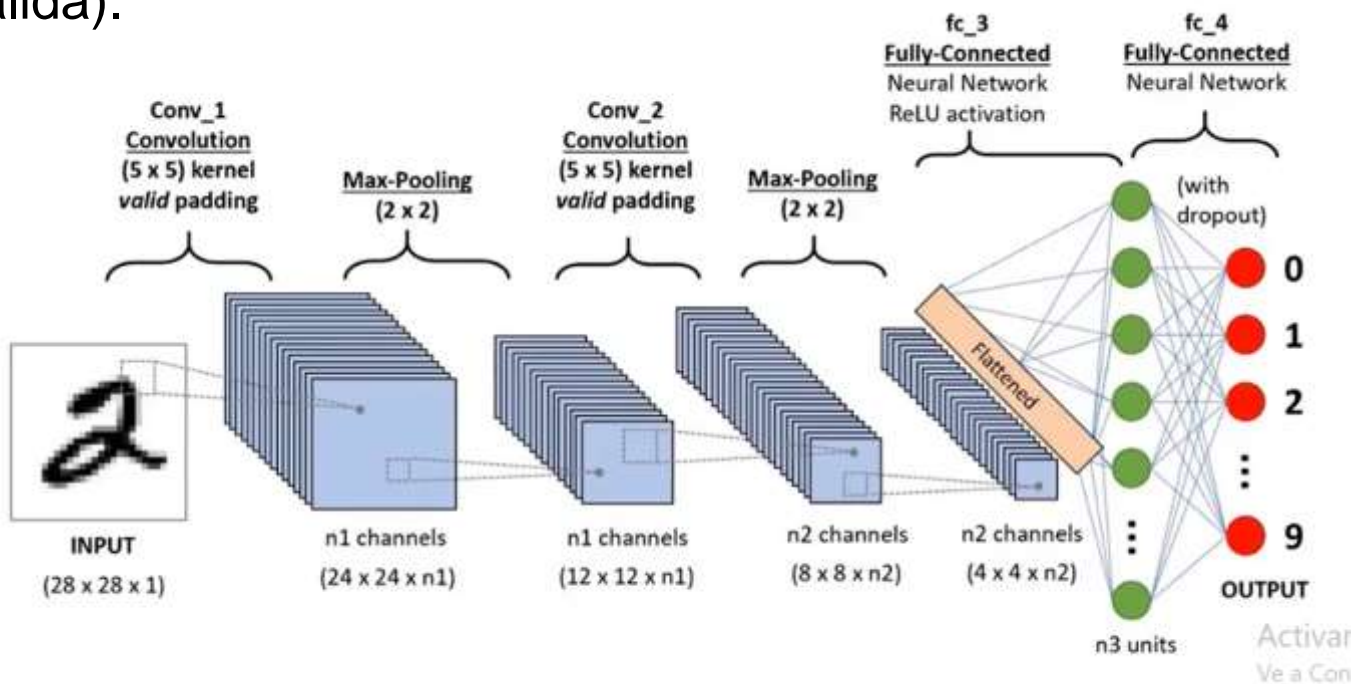 alida).
fc_3
Fully-Connected
Neural Network
ReLU activation
fc_4
Fully-Connected
Neural Network
Conv_1
Convolution
(5 x 5) kernel
valid padding
Max-Pooling
(2 x 2)
Conv_2
Convolution
(5 x 5) kernel
valid padding
Max-Pooling
(2 x 2)
(with
dropout)
2
Flattened
0
1
2
9
INPUT
(28 x 28 x 1)
n1 channels
(24 x 24 x n1)
n1 channels
(12 x 12 x n1)
n2 channels
(8 x 8 x n2)
n2 channels
(4 x 4 x n2)
OUTPUT
n3 units
Activar
Ve a Con